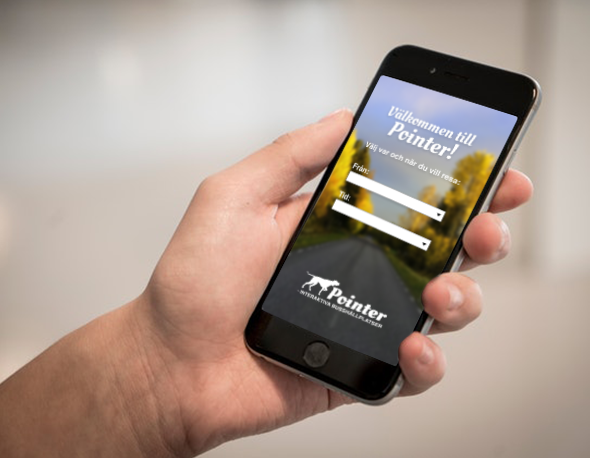 Välkommen till
Pointer!
Välj var och när du vill resa:
Från:
Tid:
Pointer
- INTERAKTIVA BUSSHÅLLPLATSER